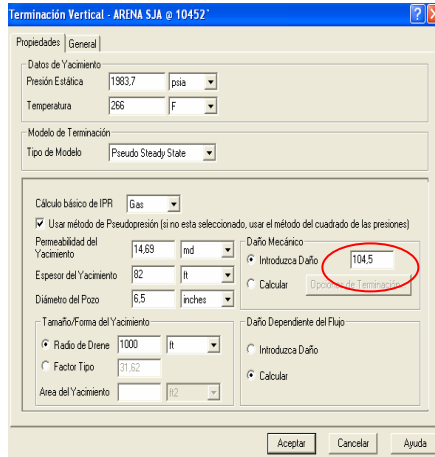 Terminación Vertical - ARENA SJA @ 10452`
Propiedades General
Datos de Yacimiento
Presión Estática 1983,7 psia
Temperatura 266 F
Modelo de Terminación
Tipo de Modelo Pseudo Steady State
Cálculo básico de IPR Gas
Usar método de Pseudopresión (si no esta seleccionado, usar el método del cuadrado de las presiones)
Permeabilidad del Yacimiento 14,69 md
Espesor del Yacimiento 82 ft
Diámetro del Pozo 6,5 inches
Daño Mecánico
Introduzca Daño 104,5
Calcular Opciones de Terminación
Tamaño/Forma del Yacimiento
Radio de Drene 1000 ft
Factor Tipo 31,62
Area del Yacimiento ft2
Daño Dependiente del Flujo
Introduzca Daño
Calcular
Aceptar Cancelar Ayuda